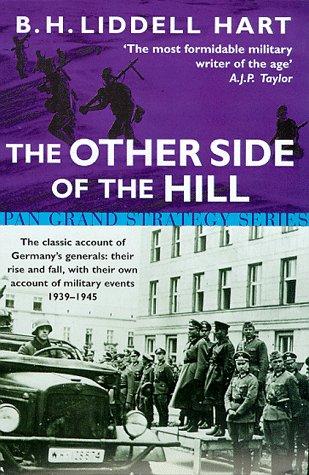 B. H. LIDDELL HART
'The most formidable military
writer of the age'
A.J.P. Taylor
THE OTHER SIDE
OF THE HILL
PAN GRAND STRATEGY SERIES
The classic account of
Germany's generals: their
rise and fall, with their own
account of military events
1939–1945